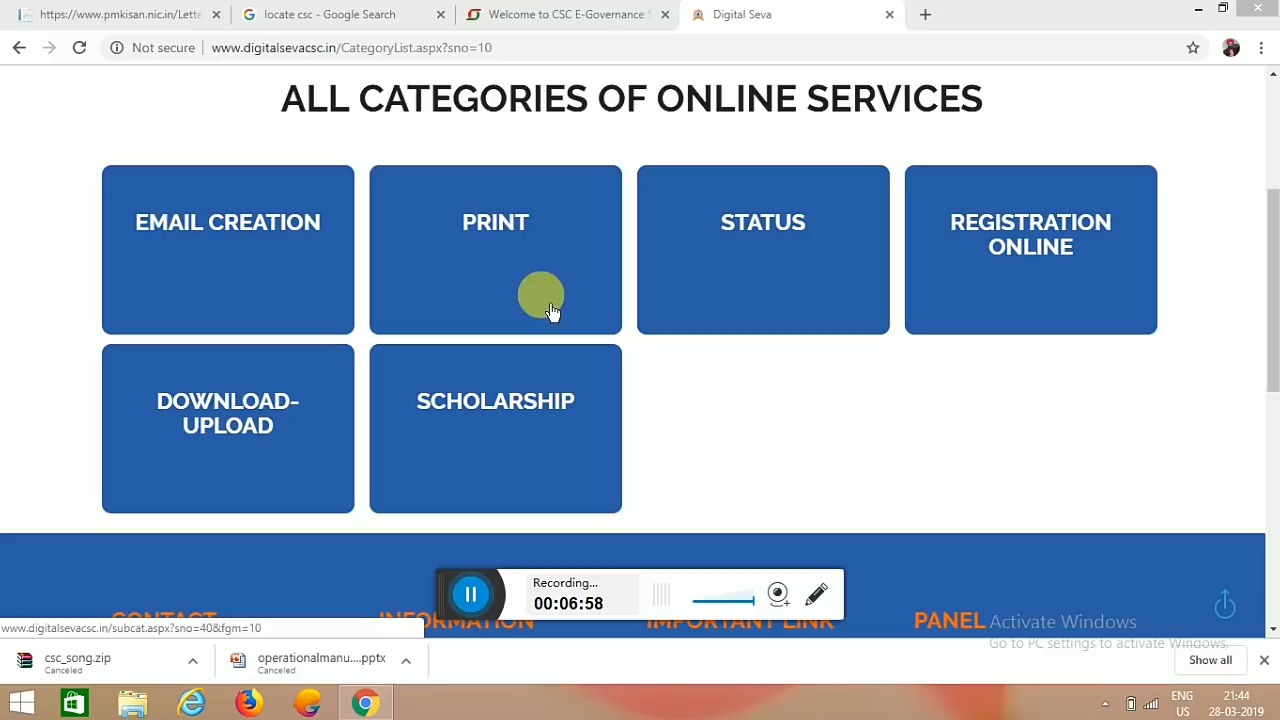 https://www.pmkisan.nic.in/Lette
locate csc - Google Search
Welcome to CSC E-Governance S
Digital Seva
Not secure
www.digitalsevacsc.in/CategoryList.aspx?sno=10
ALL CATEGORIES OF ONLINE SERVICES
EMAIL CREATION
PRINT
STATUS
REGISTRATION
ONLINE
DOWNLOAD-
UPLOAD
SCHOLARSHIP
Recording...
00:06:58
CONTACT
INFORMATION
IMPORTANT LINK
PANEL
Activate Windows
Go to PC settings to activate Windows.
www.digitalsevacsc.in/subcat.aspx?sno=40&fgm=10
csc_song.zip
Canceled
operationalmanu....pptx
Canceled
Show all
ENG
US
21:44
28-03-2019